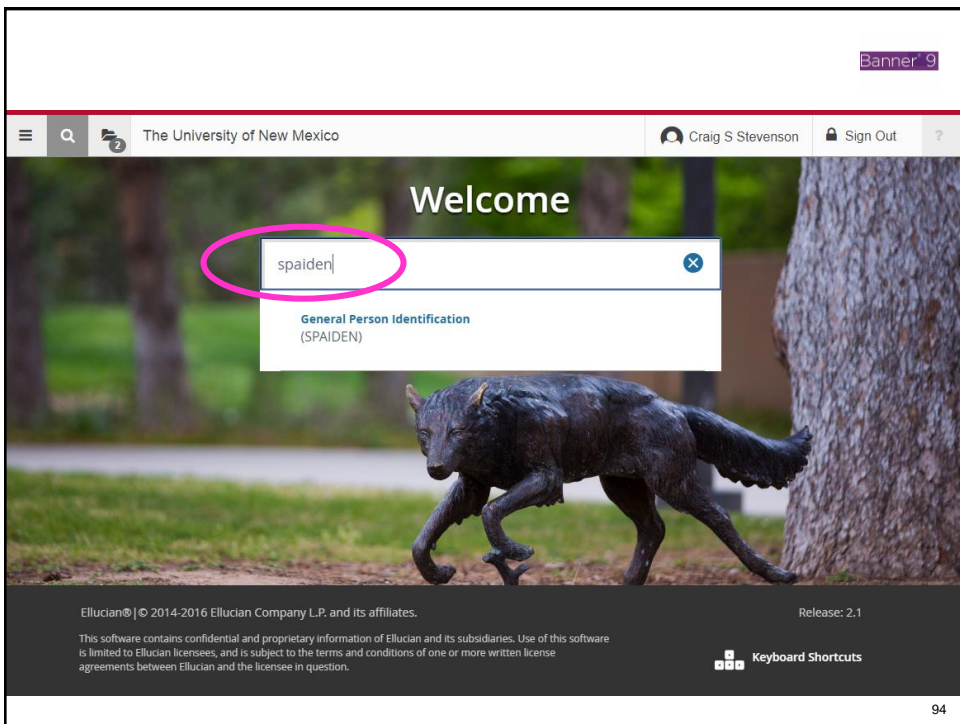 Banner® 9
2
The University of New Mexico
Craig S Stevenson
Sign Out
?
Welcome
spaiden
General Person Identification
(SPAIDEN)
Ellucian®|© 2014-2016 Ellucian Company L.P. and its affiliates.
Release: 2.1
This software contains confidential and proprietary information of Ellucian and its subsidiaries. Use of this software
is limited to Ellucian licensees, and is subject to the terms and conditions of one or more written license
agreements between Ellucian and the licensee in question.
Keyboard Shortcuts
94